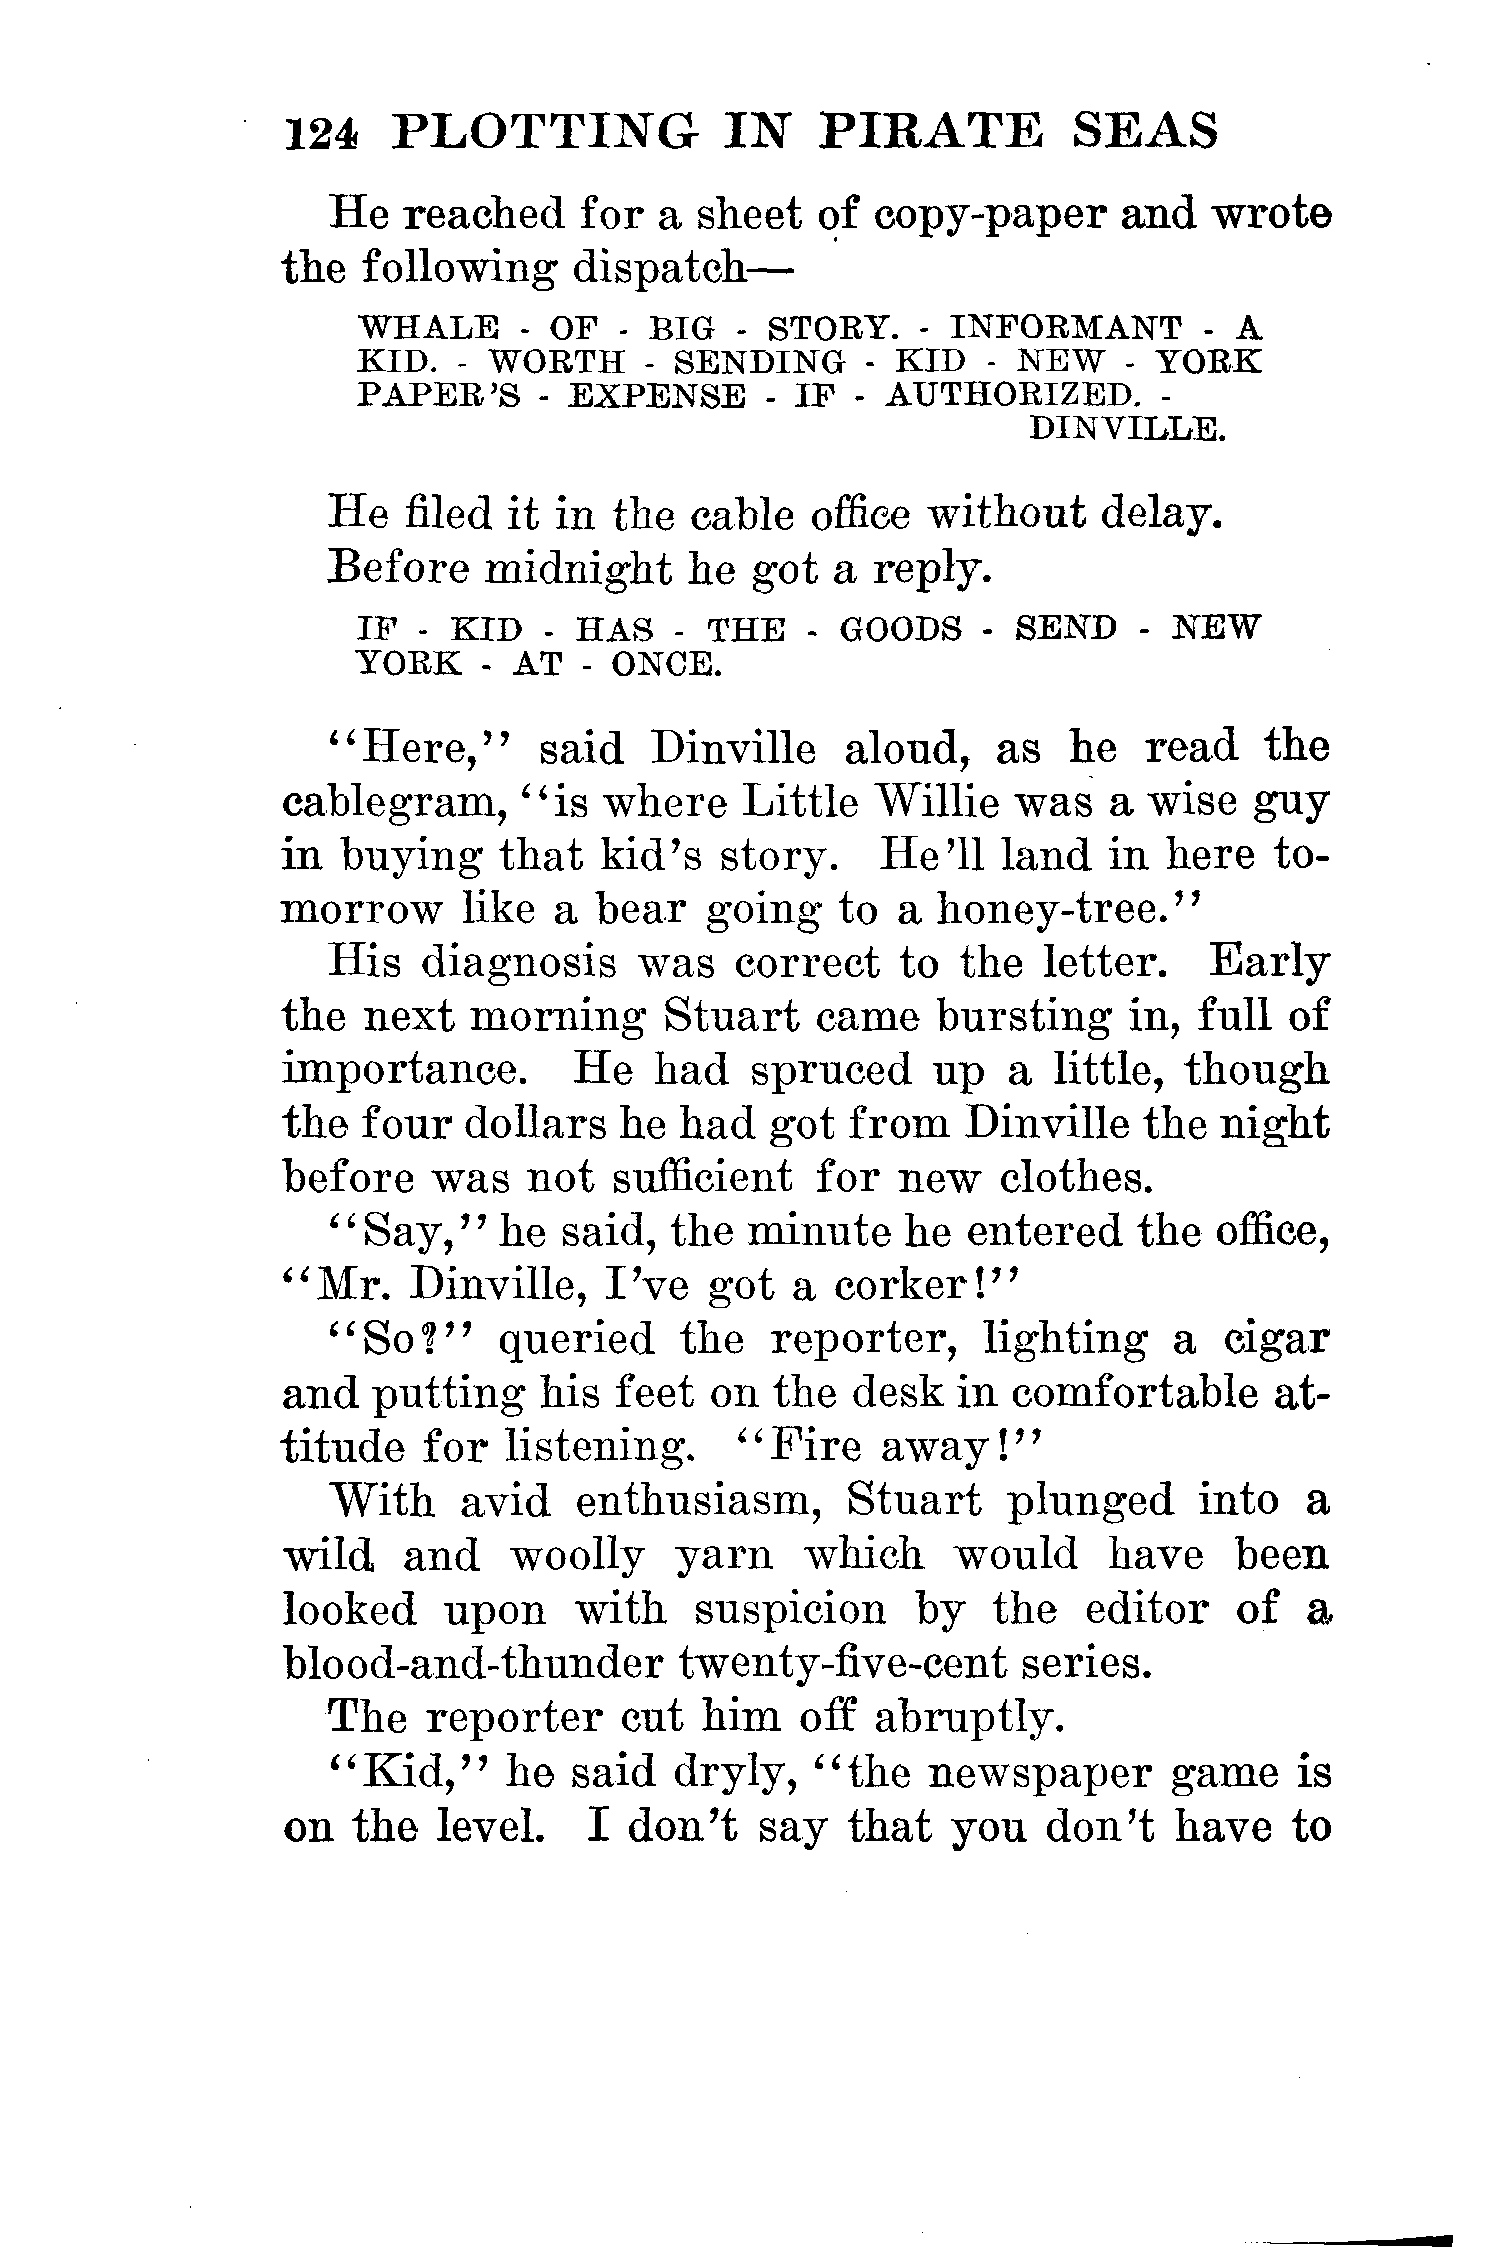 124 PLOTTING IN PIRATE SEAS
He reached for a sheet of copy-paper and wrote
the following dispatch—
WHALE - OF - BIG - STORY. - INFORMANT - A
KID. - WORTH - SENDING - KID - NEW - YORK
PAPER'S - EXPENSE - IF - AUTHORIZED. -
DINVILLE.
He filed it in the cable office without delay.
Before midnight he got a reply.
IF - KID - HAS - THE - GOODS - SEND - NEW
YORK - AT - ONCE.
“Here,” said Dinville aloud, as he read the
cablegram, “is where Little Willie was a wise guy
in buying that kid’s story. He’ll land in here to-
morrow like a bear going to a honey-tree.”
His diagnosis was correct to the letter. Early
the next morning Stuart came bursting in, full of
importance. He had spruced up a little, though
the four dollars he had got from Dinville the night
before was not sufficient for new clothes.
“Say,” he said, the minute he entered the office,
“Mr. Dinville, I’ve got a corker!”
“So?” queried the reporter, lighting a cigar
and putting his feet on the desk in comfortable at-
titude for listening. “Fire away!”
With avid enthusiasm, Stuart plunged into a
wild and woolly yarn which would have been
looked upon with suspicion by the editor of a
blood-and-thunder twenty-five-cent series.
The reporter cut him off abruptly.
“Kid,” he said dryly, “the newspaper game is
on the level. I don’t say that you don’t have to